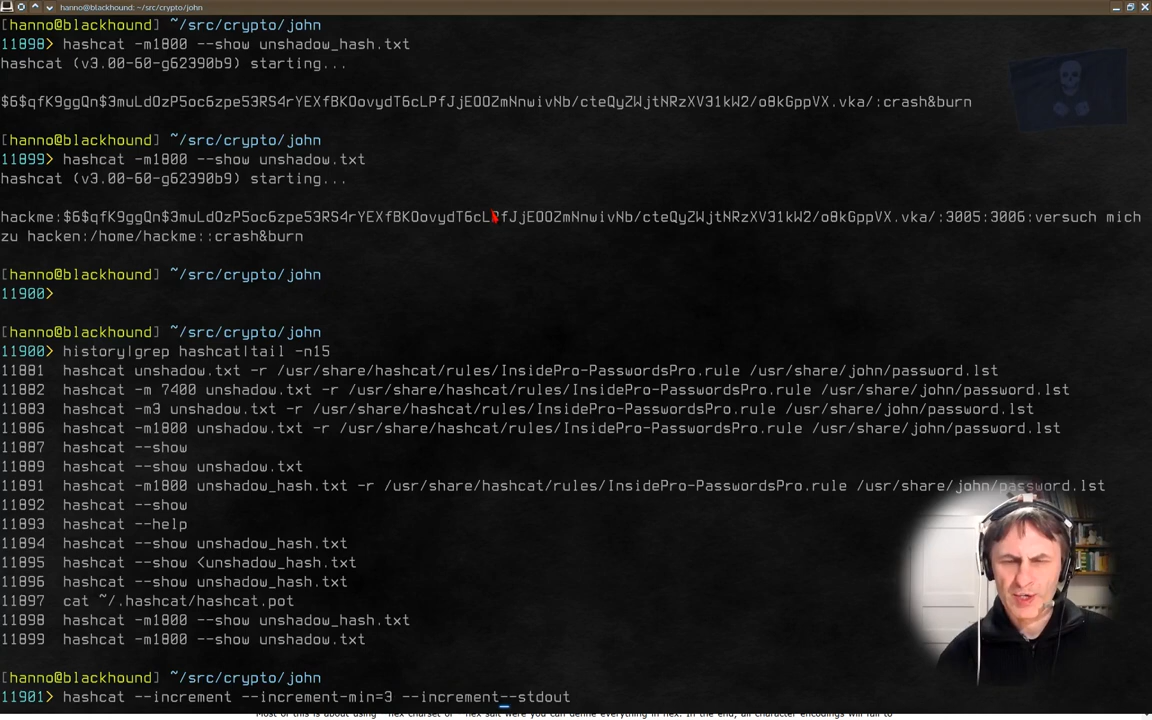 hanno@blackhound: ~/src/crypto/john
[hanno@blackhound] ~/src/crypto/john
11898> hashcat -m1800 --show unshadow_hash.txt
hashcat (v3.00-60-g62390b9) starting...
$6$qfK9ggQn$3muLdOzP5oc6zpe53RS4rYEXfBKOovydT6cLPfJjEOOZmNnwivNb/cteQyZWjtNRzXV31kW2/o8kGppVX.vka/:crash&burn
[hanno@blackhound] ~/src/crypto/john
11899> hashcat -m1800 --show unshadow.txt
hashcat (v3.00-60-g62390b9) starting...
hackme:$6$qfK9ggQn$3muLdOzP5oc6zpe53RS4rYEXfBKOovydT6cLPfJjEOOZmNnwivNb/cteQyZWjtNRzXV31kW2/o8kGppVX.vka/:3005:3006:versuch mich
zu hacken:/home/hackme::crash&burn
[hanno@blackhound] ~/src/crypto/john
11900>
[hanno@blackhound] ~/src/crypto/john
11900> history|grep hashcat|tail -n15
11881 hashcat unshadow.txt -r /usr/share/hashcat/rules/InsidePro-PasswordsPro.rule /usr/share/john/password.lst
11882 hashcat -m 7400 unshadow.txt -r /usr/share/hashcat/rules/InsidePro-PasswordsPro.rule /usr/share/john/password.lst
11883 hashcat -m3 unshadow.txt -r /usr/share/hashcat/rules/InsidePro-PasswordsPro.rule /usr/share/john/password.lst
11886 hashcat -m1800 unshadow.txt -r /usr/share/hashcat/rules/InsidePro-PasswordsPro.rule /usr/share/john/password.lst
11887 hashcat --show
11889 hashcat --show unshadow.txt
11891 hashcat -m1800 unshadow_hash.txt -r /usr/share/hashcat/rules/InsidePro-PasswordsPro.rule /usr/share/john/password.lst
11892 hashcat --show
11893 hashcat --help
11894 hashcat --show unshadow_hash.txt
11895 hashcat --show <unshadow_hash.txt
11896 hashcat --show unshadow_hash.txt
11897 cat ~/.hashcat/hashcat.pot
11898 hashcat -m1800 --show unshadow_hash.txt
11899 hashcat -m1800 --show unshadow.txt
[hanno@blackhound] ~/src/crypto/john
11901> hashcat --increment --increment-min=3 --increment--stdout